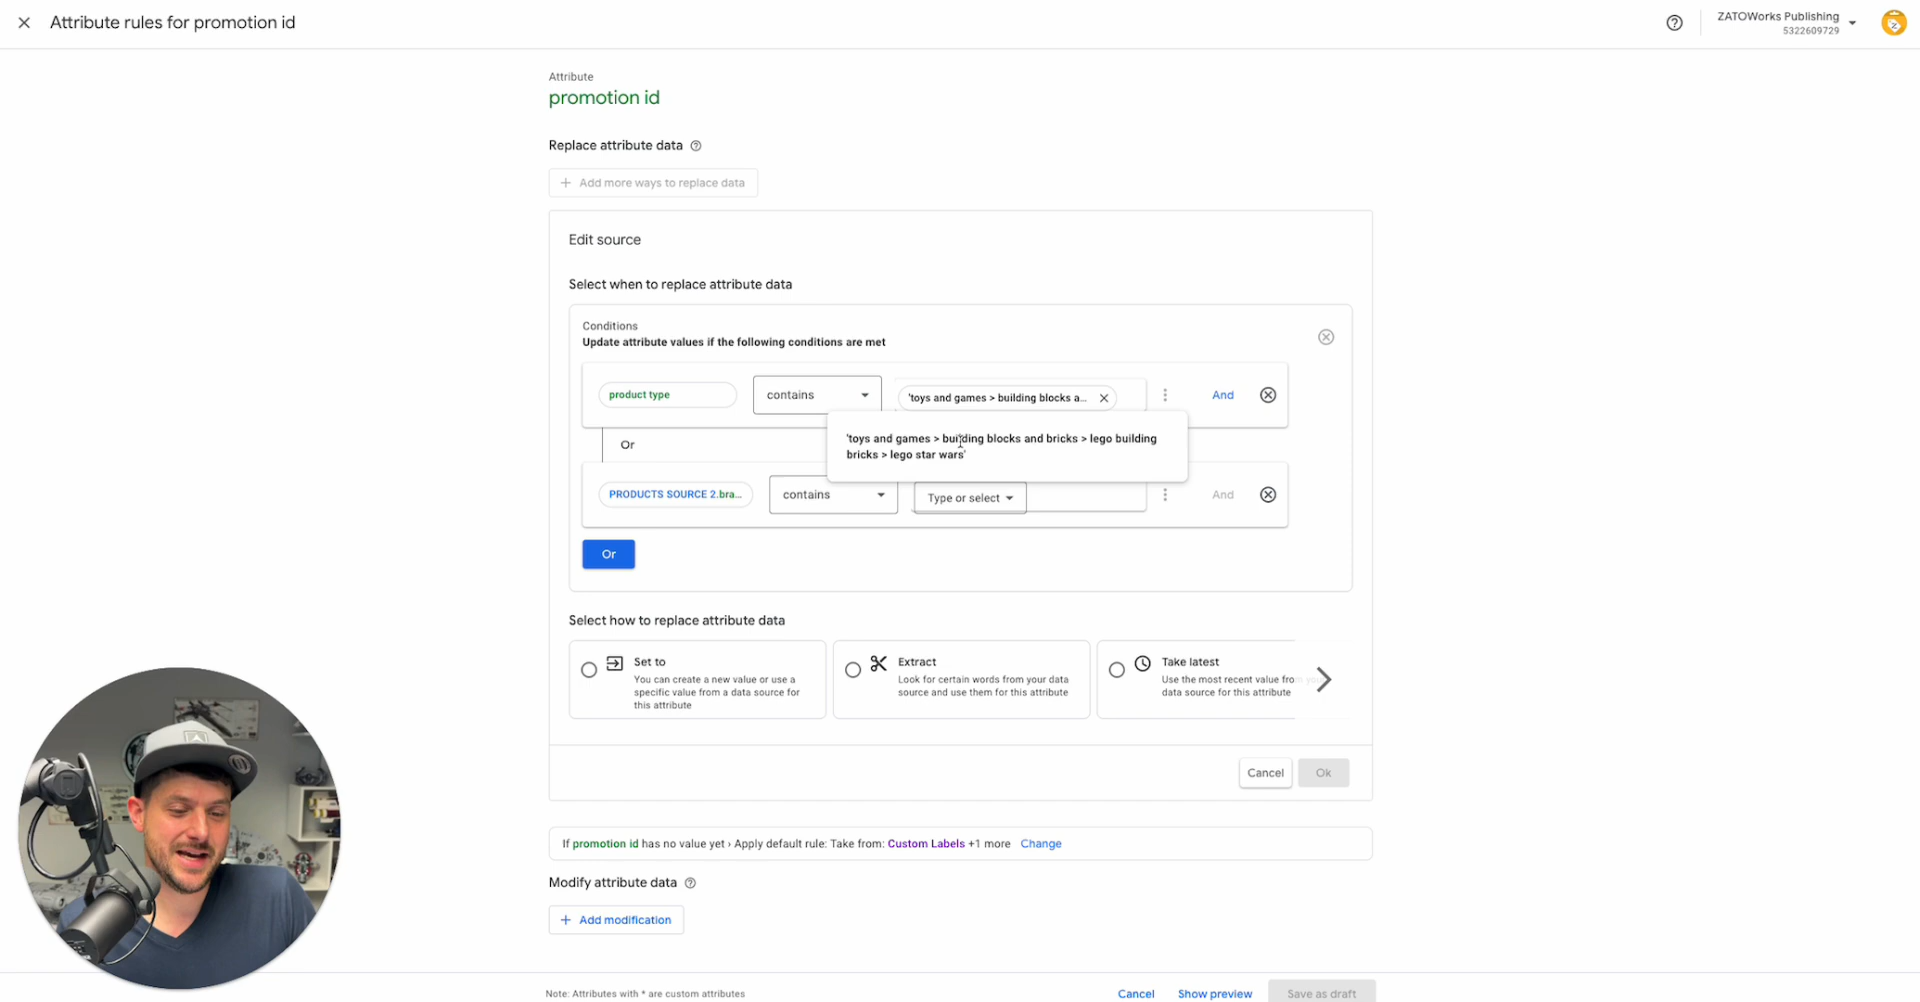 Attribute rules for promotion id
ZATOWorks Publishing
5322609729
Attribute
promotion id
Replace attribute data
Add more ways to replace data
Edit source
Select when to replace attribute data
Conditions
Update attribute values if the following conditions are met
product type
contains
'toys and games > building blocks a...
And
'toys and games > building blocks and bricks > lego building
bricks > lego star wars'
Or
PRODUCTS SOURCE 2.bra...
contains
Type or select
And
Or
Select how to replace attribute data
Set to
You can create a new value or use a
specific value from a data source for
this attribute
Extract
Look for certain words from your data
source and use them for this attribute
Take latest
Use the most recent value from your
data source for this attribute
Cancel
Ok
If promotion id has no value yet › Apply default rule: Take from: Custom Labels +1 more Change
Modify attribute data
Add modification
Note: Attributes with * are custom attributes
Cancel
Show preview
Save as draft